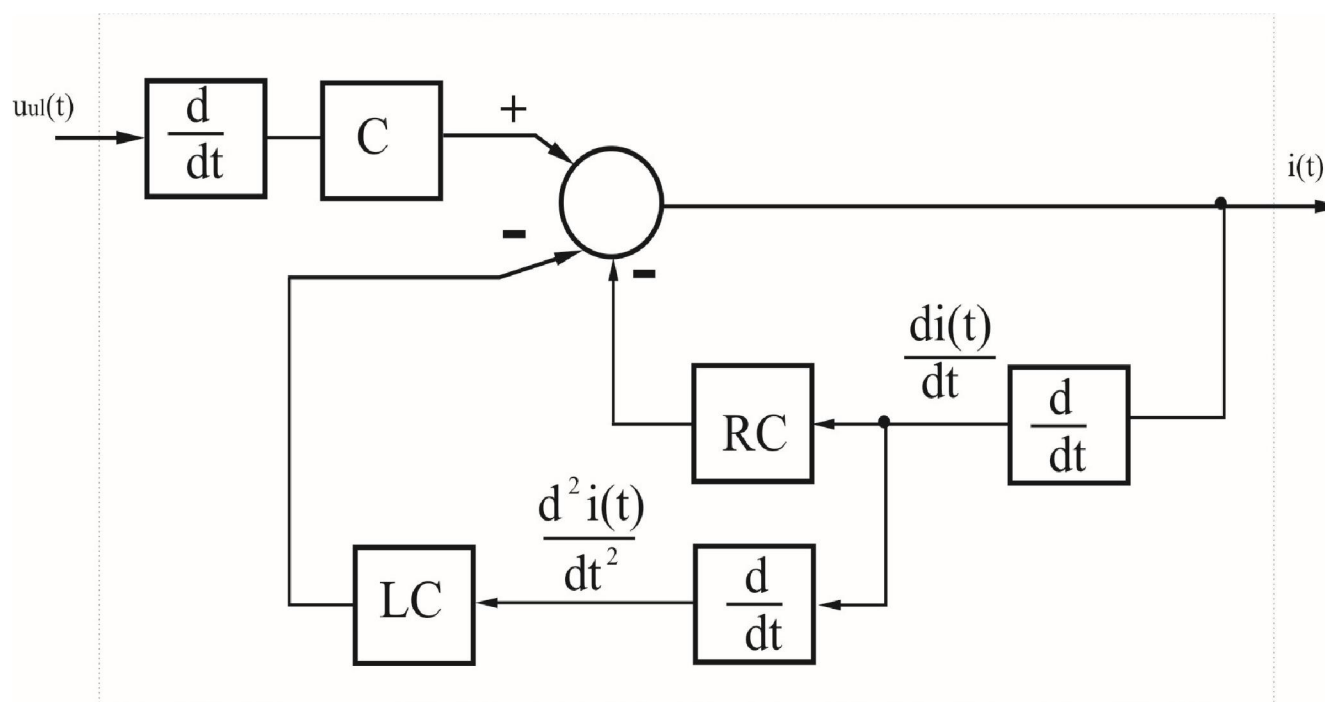 uul(t)
d
dt
C
+
i(t)
-
-
di(t)
dt
RC
d
dt
d²i(t)
dt²
LC
d
dt